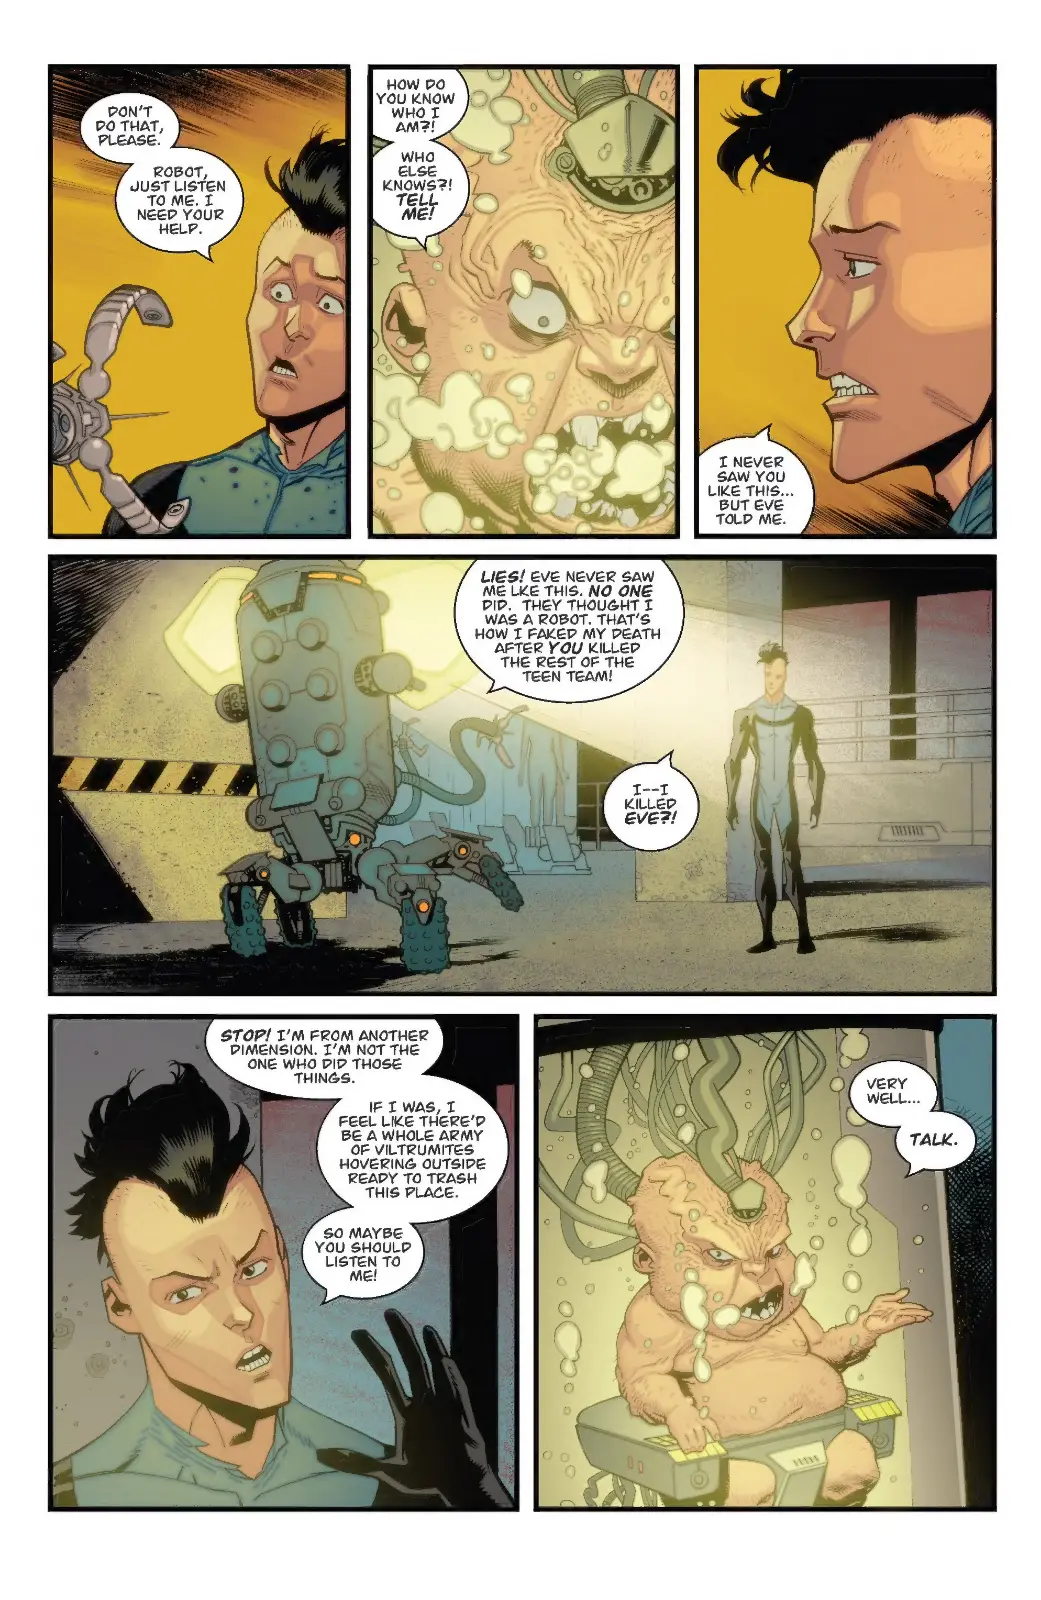 DON'T
DO THAT,
PLEASE.
ROBOT,
JUST LISTEN
TO ME. I
NEED YOUR
HELP.
HOW DO
YOU KNOW
WHO I
AM?!
WHO
ELSE
KNOWS?!
TELL
ME!
I NEVER
SAW YOU
LIKE THIS...
BUT EVE
TOLD ME.
LIES! EVE NEVER SAW
ME LKE THIS. NO ONE
DID. THEY THOUGHT I
WAS A ROBOT. THAT'S
HOW I FAKED MY DEATH
AFTER YOU KILLED
THE REST OF THE
TEEN TEAM!
I--I
KILLED
EVE?!
STOP! I'M FROM ANOTHER
DIMENSION. I'M NOT THE
ONE WHO DID THOSE
THINGS.
IF I WAS, I
FEEL LIKE THERE'D
BE A WHOLE ARMY
OF VILTRUMITES
HOVERING OUTSIDE
READY TO TRASH
THIS PLACE.
SO MAYBE
YOU SHOULD
LISTEN TO
ME!
VERY
WELL...
TALK.